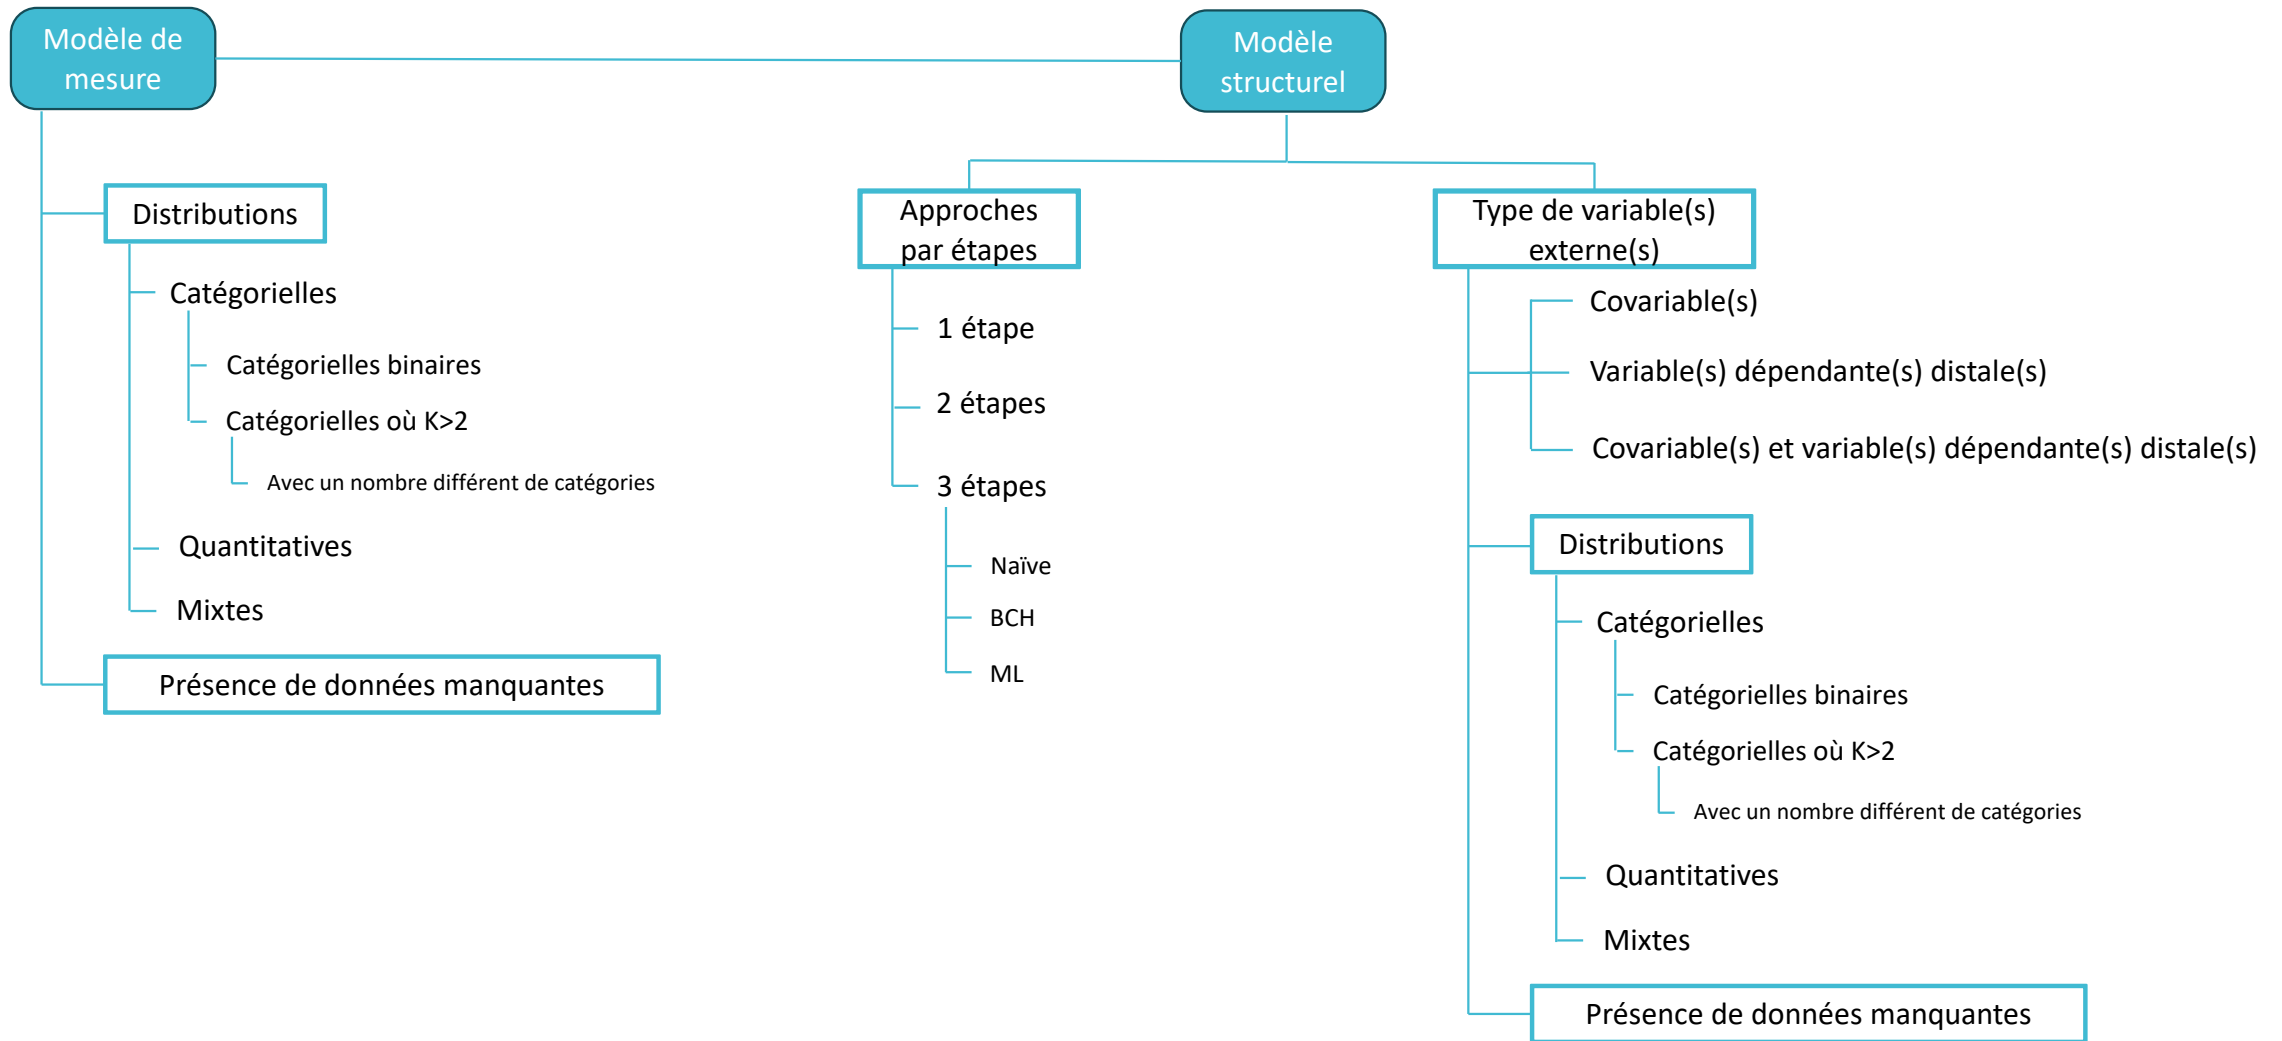 Modèle de
mesure
Modèle
structurel
Distributions
Catégorielles
Catégorielles binaires
Catégorielles où K>2
Avec un nombre différent de catégories
Quantitatives
Mixtes
Présence de données manquantes
Approches
par étapes
1 étape
2 étapes
3 étapes
Naïve
BCH
ML
Type de variable(s)
externe(s)
Covariable(s)
Variable(s) dépendante(s) distale(s)
Covariable(s) et variable(s) dépendante(s) distale(s)
Distributions
Catégorielles
Catégorielles binaires
Catégorielles où K>2
Avec un nombre différent de catégories
Quantitatives
Mixtes
Présence de données manquantes